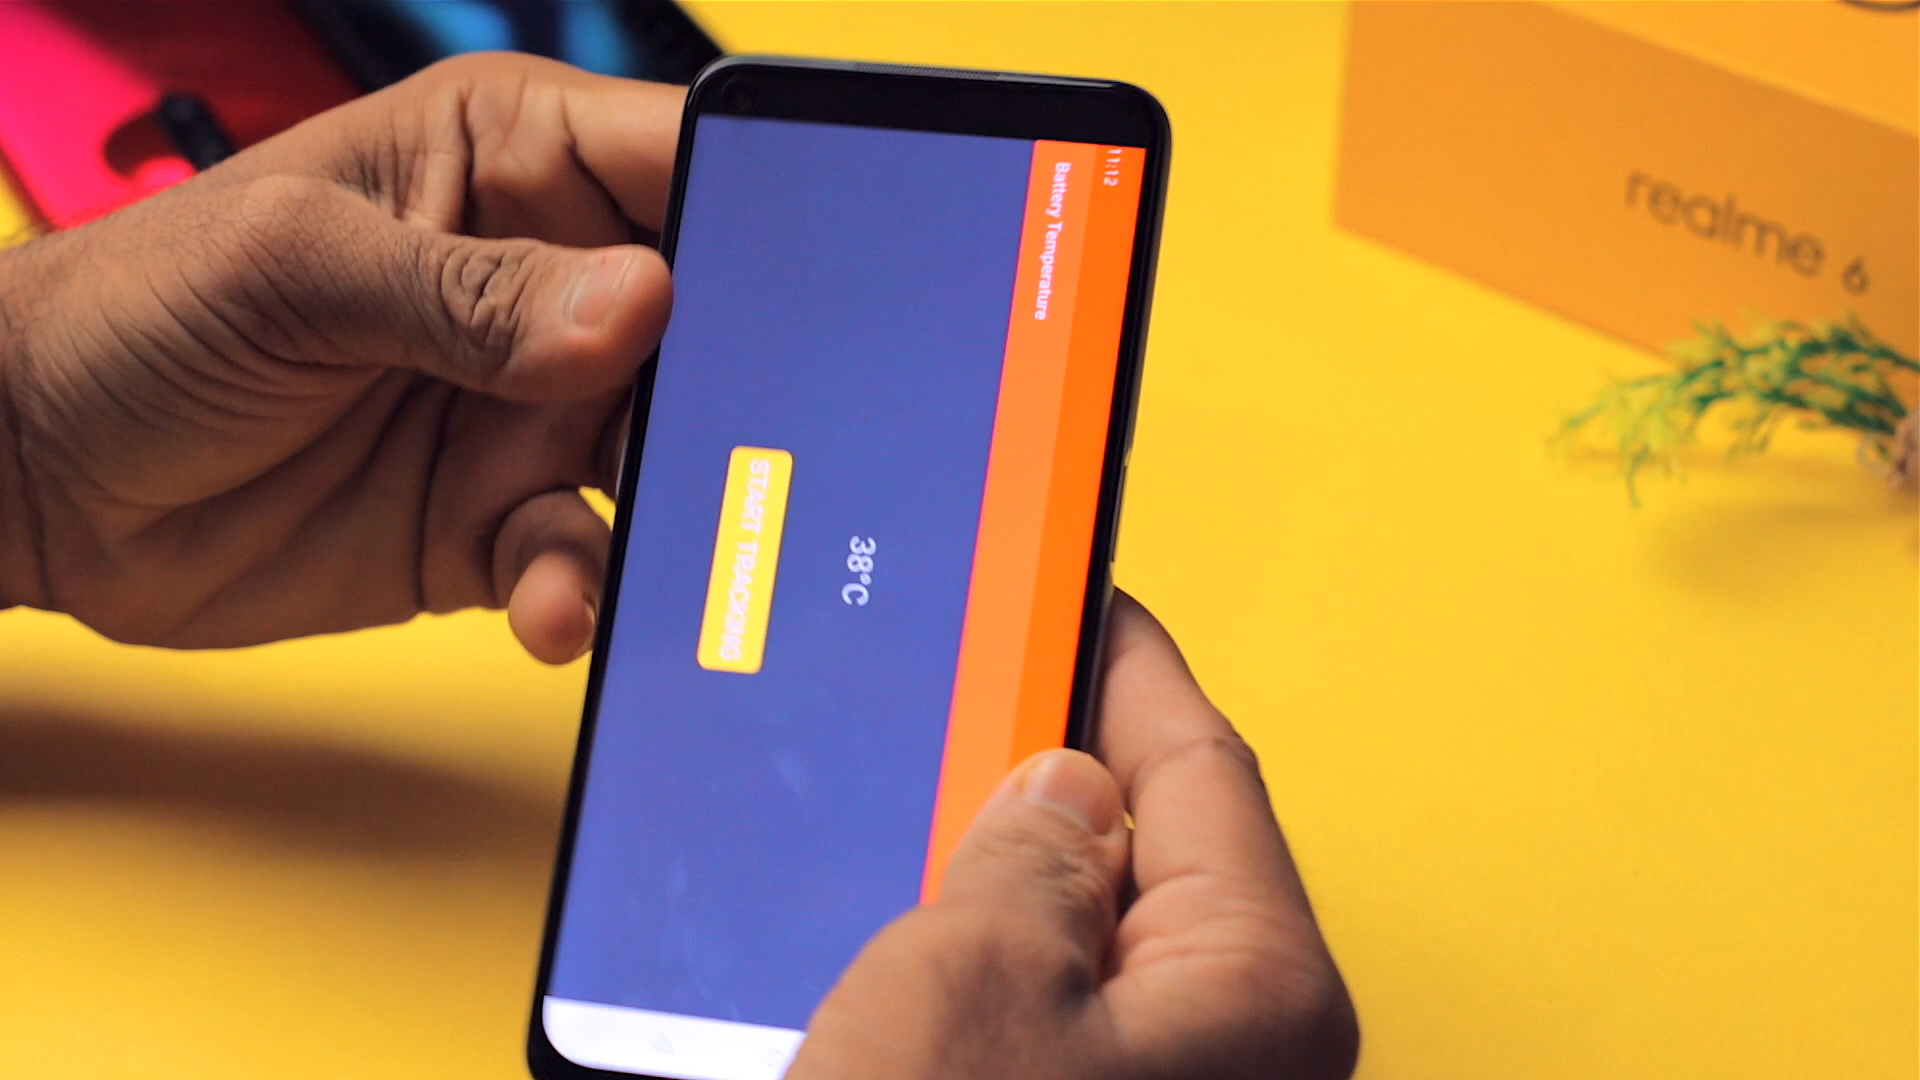 11:12
Battery Temperature
38°C
START TRACKING
realme 6